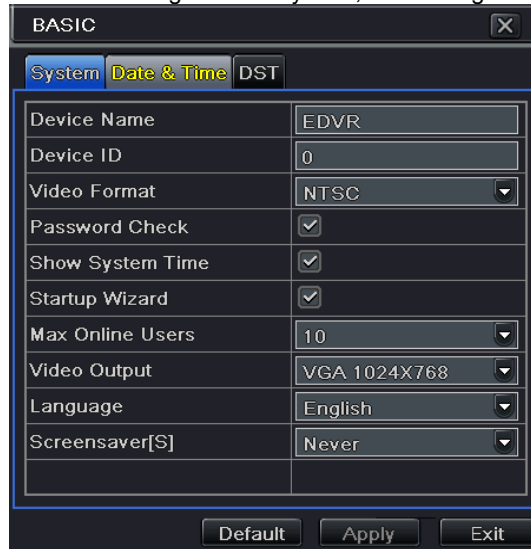 BASIC
System Date & Time DST
Device Name EDVR
Device ID 0
Video Format NTSC
Password Check
Show System Time
Startup Wizard
Max Online Users 10
Video Output VGA 1024X768
Language English
Screensaver[S] Never
Default Apply Exit